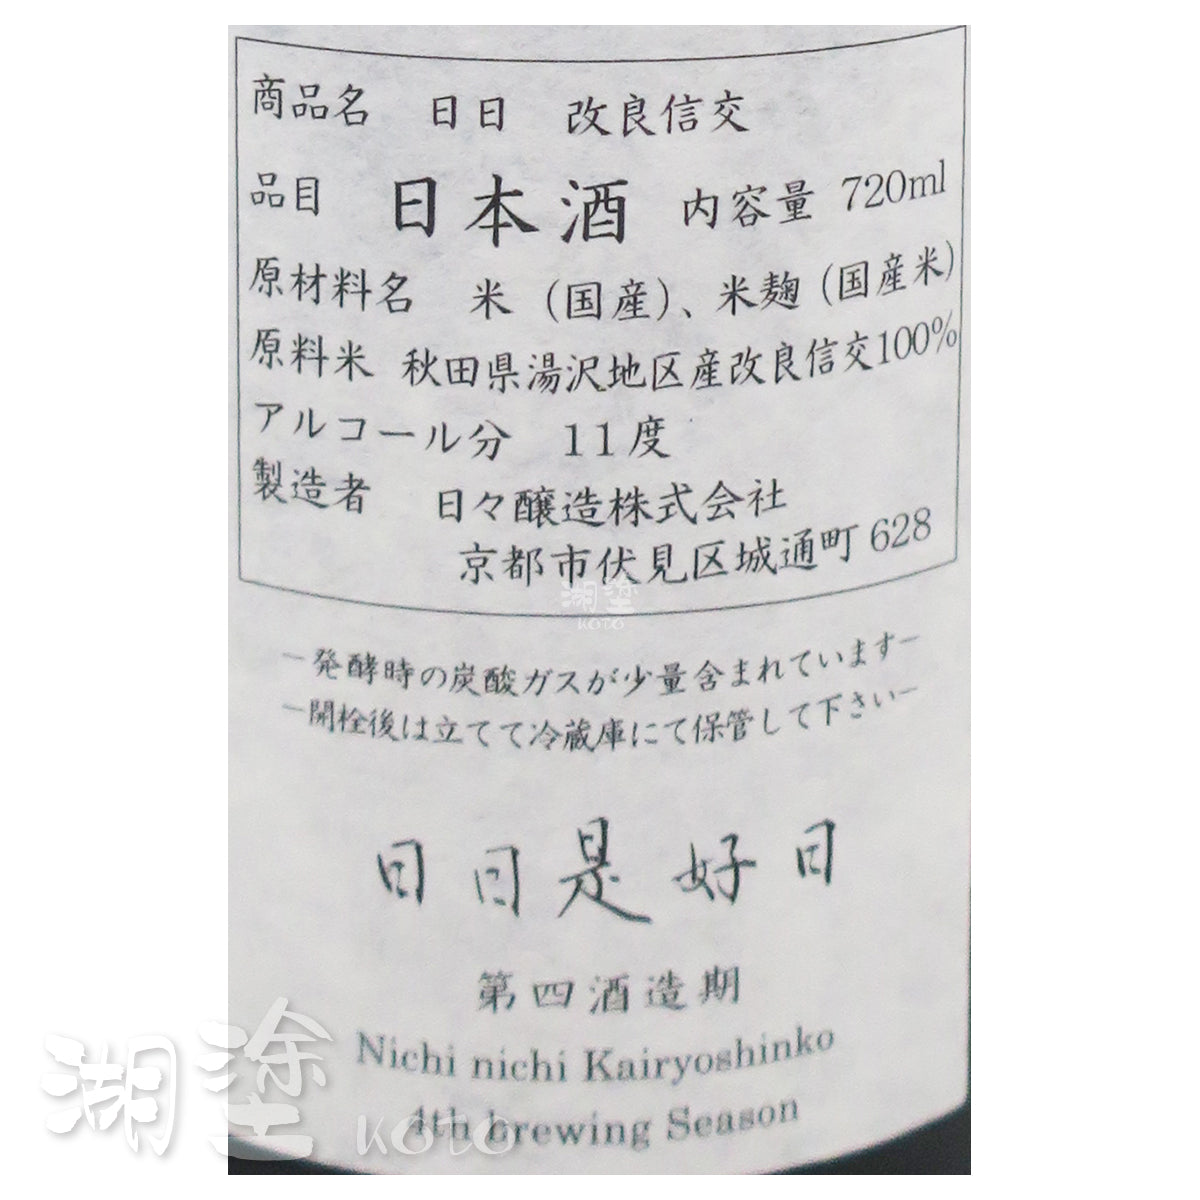 商品名　日日　改良信交
品目　日本酒　内容量 720ml
原材料名　米（国産）、米麹（国産米）
原料米　秋田県湯沢地区産改良信交100%
アルコール分　11度
製造者　日々醸造株式会社
京都市伏見区城通町628
湖塗
KOTO
－発酵時の炭酸ガスが少量含まれています－
－開栓後は立てて冷蔵庫にて保管して下さい－
日日是好日
第四酒造期
Nichi nichi Kairyoshinko
4th brewing Season
湖塗 KOTO